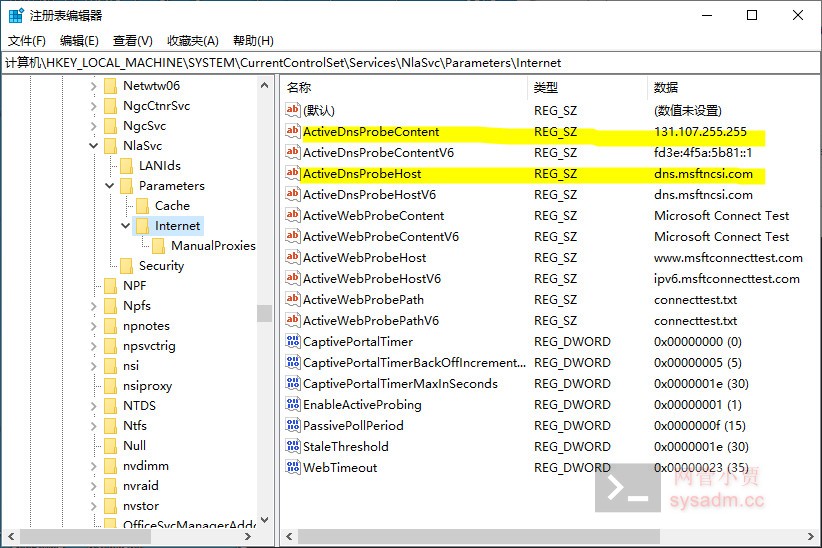 注册表编辑器
文件(F) 编辑(E) 查看(V) 收藏夹(A) 帮助(H)
计算机\HKEY_LOCAL_MACHINE\SYSTEM\CurrentControlSet\Services\NlaSvc\Parameters\Internet
Netwtw06
NgcCtnrSvc
NgcSvc
NlaSvc
LANIds
Parameters
Cache
Internet
ManualProxies
Security
NPF
Npfs
npnotes
npsvctrig
nsi
nsiproxy
NTDS
Ntfs
Null
nvdimm
nvraid
nvstor
OfficeSvcManagerAdd
名称 类型 数据
(默认) REG_SZ (数值未设置)
ActiveDnsProbeContent REG_SZ 131.107.255.255
ActiveDnsProbeContentV6 REG_SZ fd3e:4f5a:5b81::1
ActiveDnsProbeHost REG_SZ dns.msftncsi.com
ActiveDnsProbeHostV6 REG_SZ dns.msftncsi.com
ActiveWebProbeContent REG_SZ Microsoft Connect Test
ActiveWebProbeContentV6 REG_SZ Microsoft Connect Test
ActiveWebProbeHost REG_SZ www.msftconnecttest.com
ActiveWebProbeHostV6 REG_SZ ipv6.msftconnecttest.com
ActiveWebProbePath REG_SZ connecttest.txt
ActiveWebProbePathV6 REG_SZ connecttest.txt
CaptivePortalTimer REG_DWORD 0x00000000 (0)
CaptivePortalTimerBackOffIncrement... REG_DWORD 0x00000005 (5)
CaptivePortalTimerMaxInSeconds REG_DWORD 0x0000001e (30)
EnableActiveProbing REG_DWORD 0x00000001 (1)
PassivePollPeriod REG_DWORD 0x0000000f (15)
StaleThreshold REG_DWORD 0x0000001e (30)
WebTimeout REG_DWORD 0x00000023 (35)
网管小贾
sysadm.cc